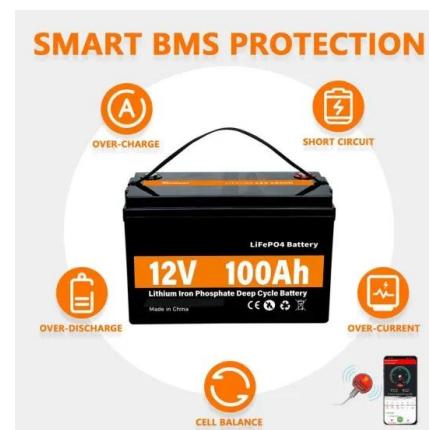 SMART BMS PROTECTION
A
OVER-CHARGE
SHORT CIRCUIT
LiFePO4 Battery
12V 100Ah
Lithium Iron Phosphate Deep Cycle Battery
Made in China
CE
OVER-DISCHARGE
OVER-CURRENT
CELL BALANCE